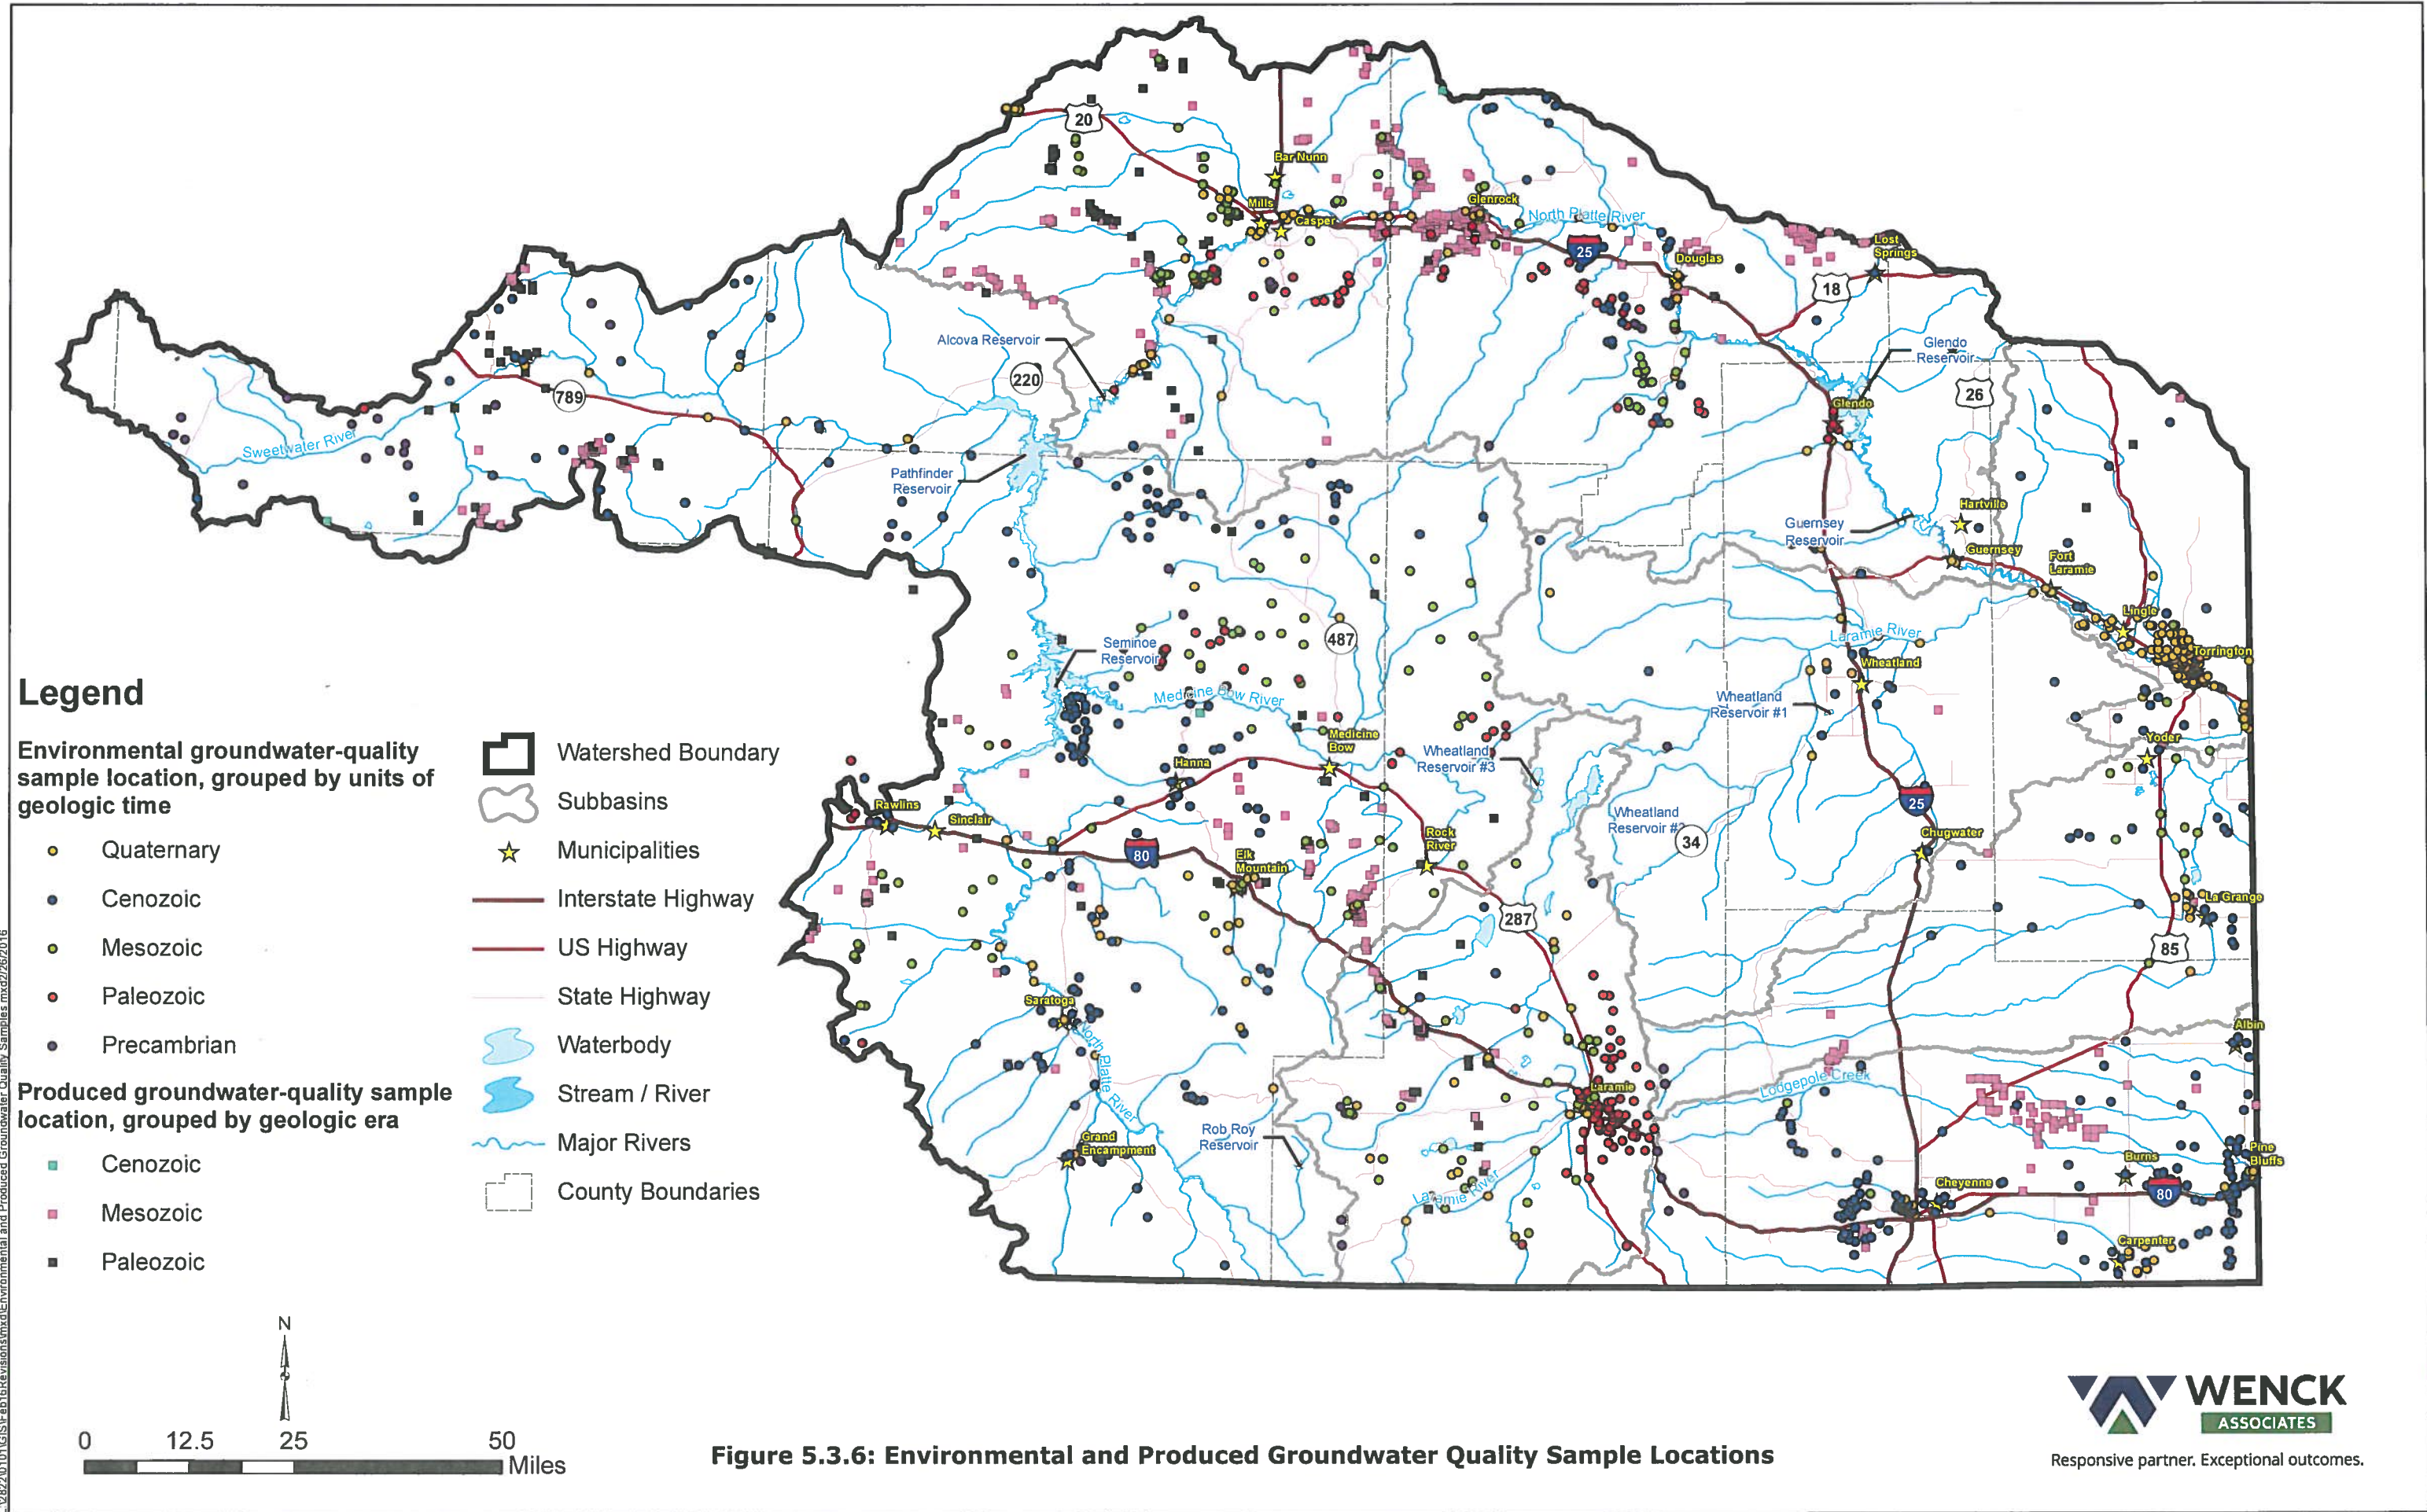 20
Bar Nunn
Mills
Casper
Glenrock
North Platte River
25
Douglas
Lost
Springs
18
Alcova Reservoir
220
Glendo
Reservoir
26
789
Glendo
Sweetwater River
Pathfinder
Reservoir
Hartville
Guernsey
Reservoir
Guernsey
Fort
Laramie
Lingle
487
Seminoe
Reservoir
Laramie River
Torrington
Wheatland
Medicine Bow River
Wheatland
Reservoir #1
Medicine
Bow
Wheatland
Reservoir #3
Yoder
Hanna
Rawlins
Sinclair
Rock
River
Wheatland
Reservoir #2
34
25
Chugwater
80
Elk
Mountain
287
La Grange
85
Saratoga
North Platte River
Albin
Laramie
Lodgepole Creek
Rob Roy
Reservoir
Grand
Encampment
Laramie River
Pine
Bluffs
Burns
Cheyenne
80
Carpenter
Legend
Environmental groundwater-quality
sample location, grouped by units of
geologic time
Quaternary
Cenozoic
Mesozoic
Paleozoic
Precambrian
Produced groundwater-quality sample
location, grouped by geologic era
Cenozoic
Mesozoic
Paleozoic
Watershed Boundary
Subbasins
Municipalities
Interstate Highway
US Highway
State Highway
Waterbody
Stream / River
Major Rivers
County Boundaries
N
0 12.5 25 50
Miles
Figure 5.3.6: Environmental and Produced Groundwater Quality Sample Locations
WENCK
ASSOCIATES
Responsive partner. Exceptional outcomes.